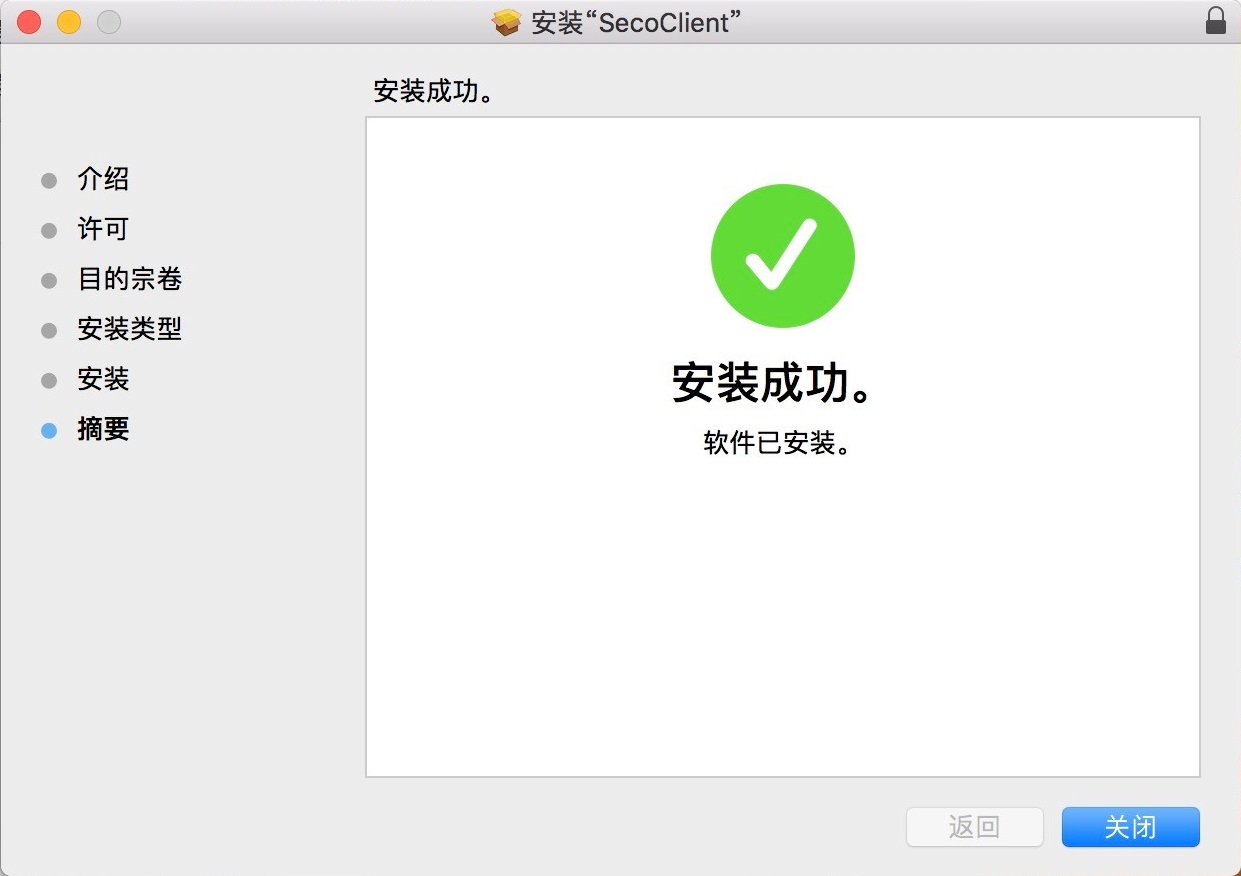 安装“SecoClient”
安装成功。
介绍
许可
目的宗卷
安装类型
安装
摘要
安装成功。
软件已安装。
返回
关闭